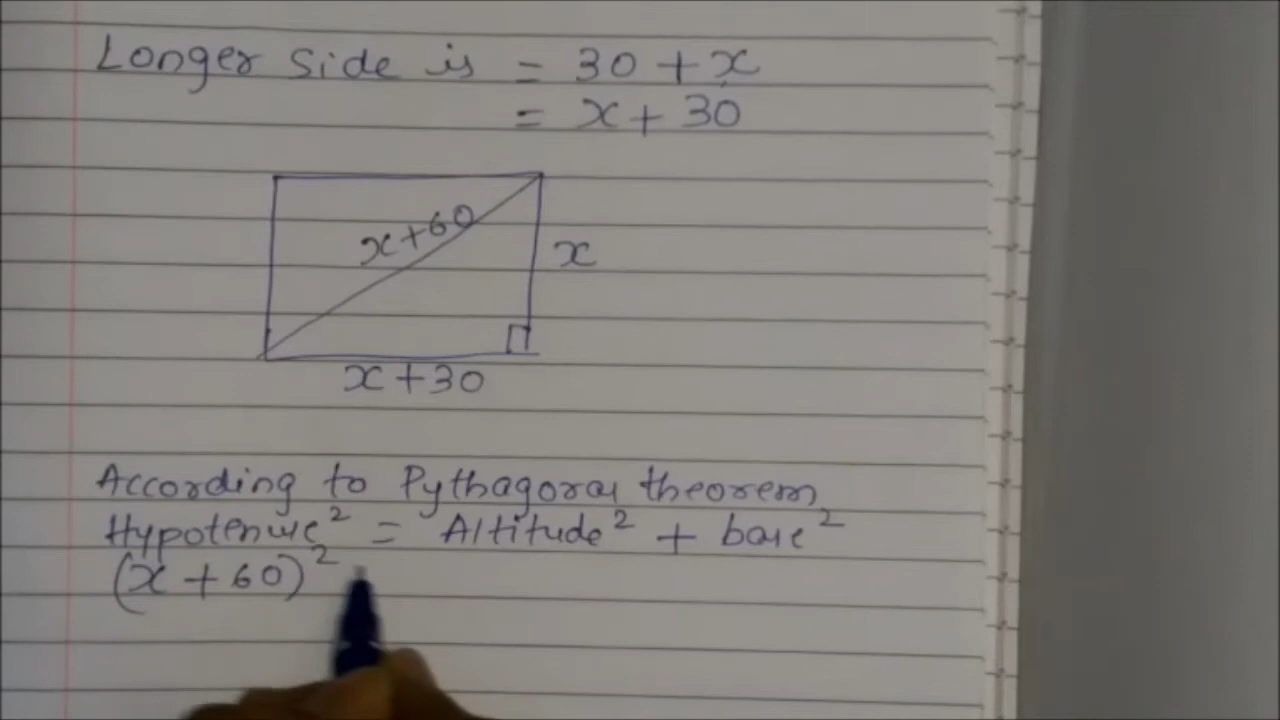 Longer side is = 30 + x
= x + 30
x+60
x
x+30
According to Pythagoras theorem
Hypotenuse² = Altitude² + base²
(x + 60)²